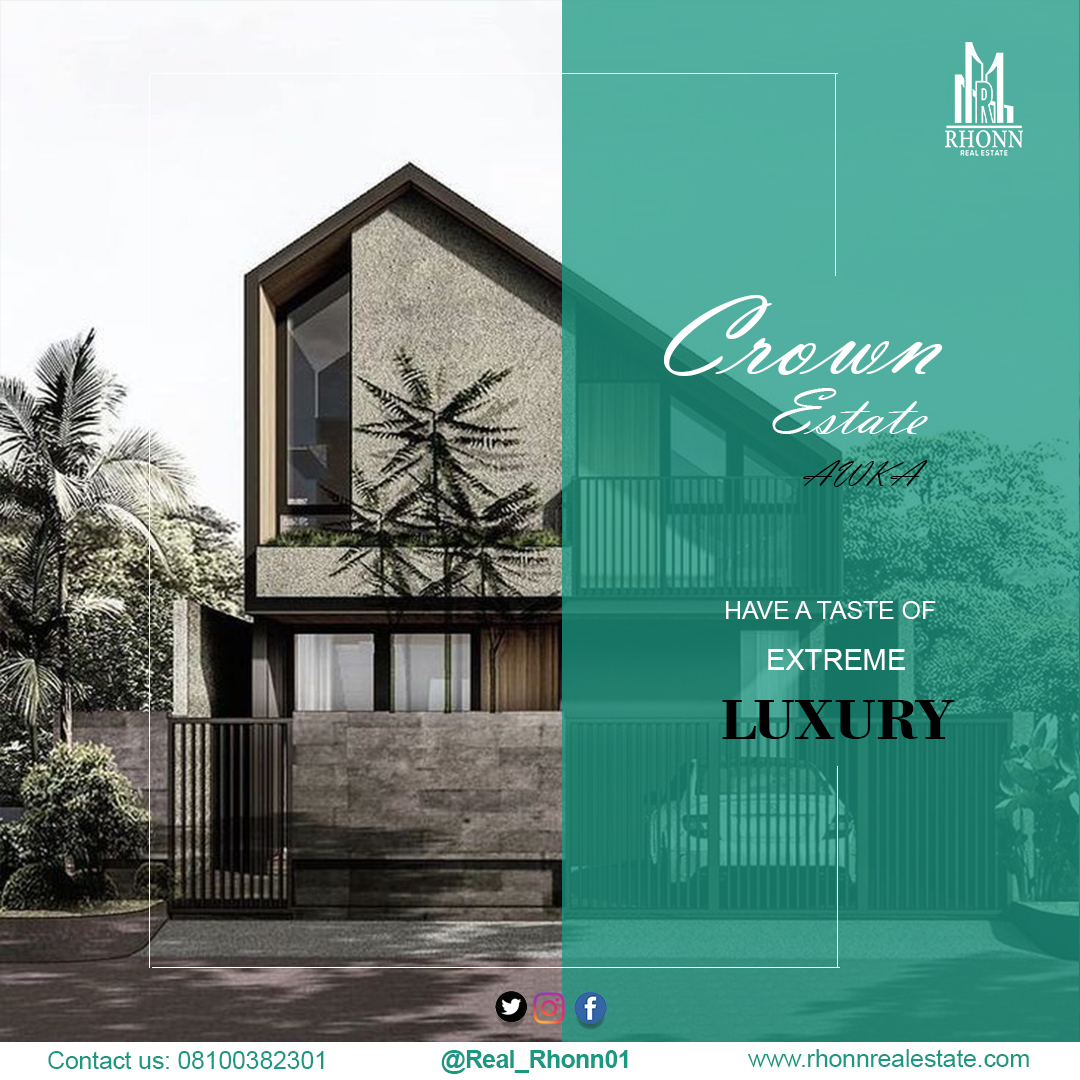 RHONN
REAL ESTATE
Crown
Estate
AWKA
HAVE A TASTE OF
EXTREME
LUXURY
Contact us: 08100382301
@Real_Rhonn01
www.rhonnrealestate.com